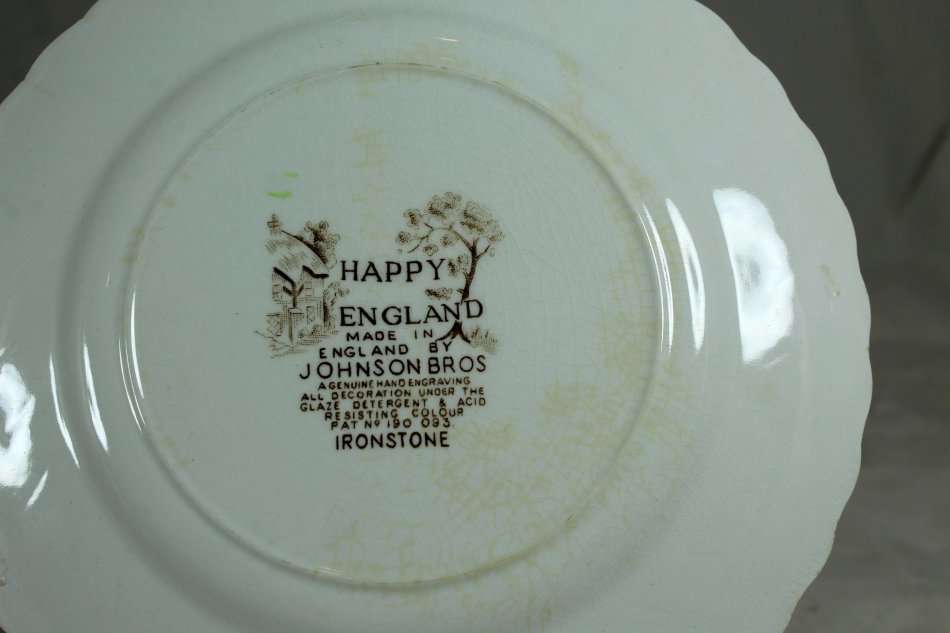 HAPPY
ENGLAND
MADE IN
ENGLAND BY
JOHNSON BROS
A GENUINE HAND ENGRAVING
ALL DECORATION UNDER THE
GLAZE DETERGENT & ACID
RESISTING COLOUR
PAT Nº 190 093.
IRONSTONE